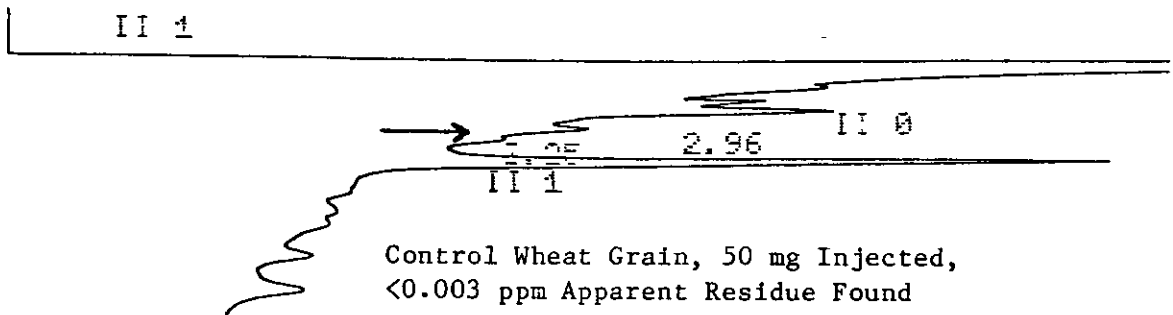 II 1
II 0
2.96
II 1
Control Wheat Grain, 50 mg Injected,
<0.003 ppm Apparent Residue Found